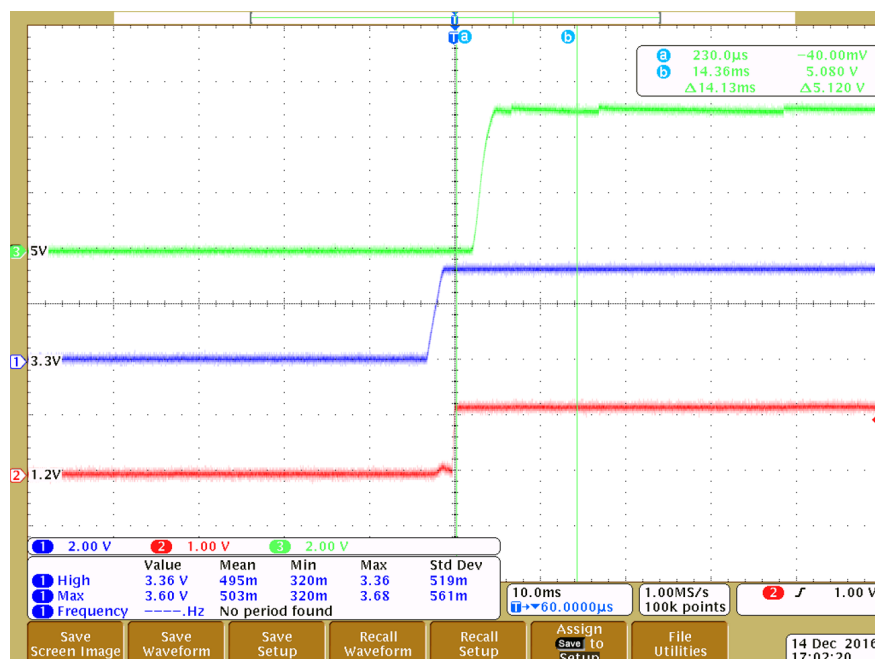 T
T a b
a 230.0µs −40.00mV
b 14.36ms 5.080 V
Δ14.13ms Δ5.120 V
3 5V
1 3.3V
2 1.2V
1 2.00 V 2 1.00 V 3 2.00 V
Value Mean Min Max Std Dev
1 High 3.36 V 495m 320m 3.36 519m
1 Max 3.60 V 503m 320m 3.68 561m
1 Frequency ––––.Hz No period found
10.0ms
T→▼60.0000µs
1.00MS/s
100k points
2 1.00 V
Save
Screen Image
Save
Waveform
Save
Setup
Recall
Waveform
Recall
Setup
Assign
Save to
Setup
File
Utilities
14 Dec 2016
17:02:20